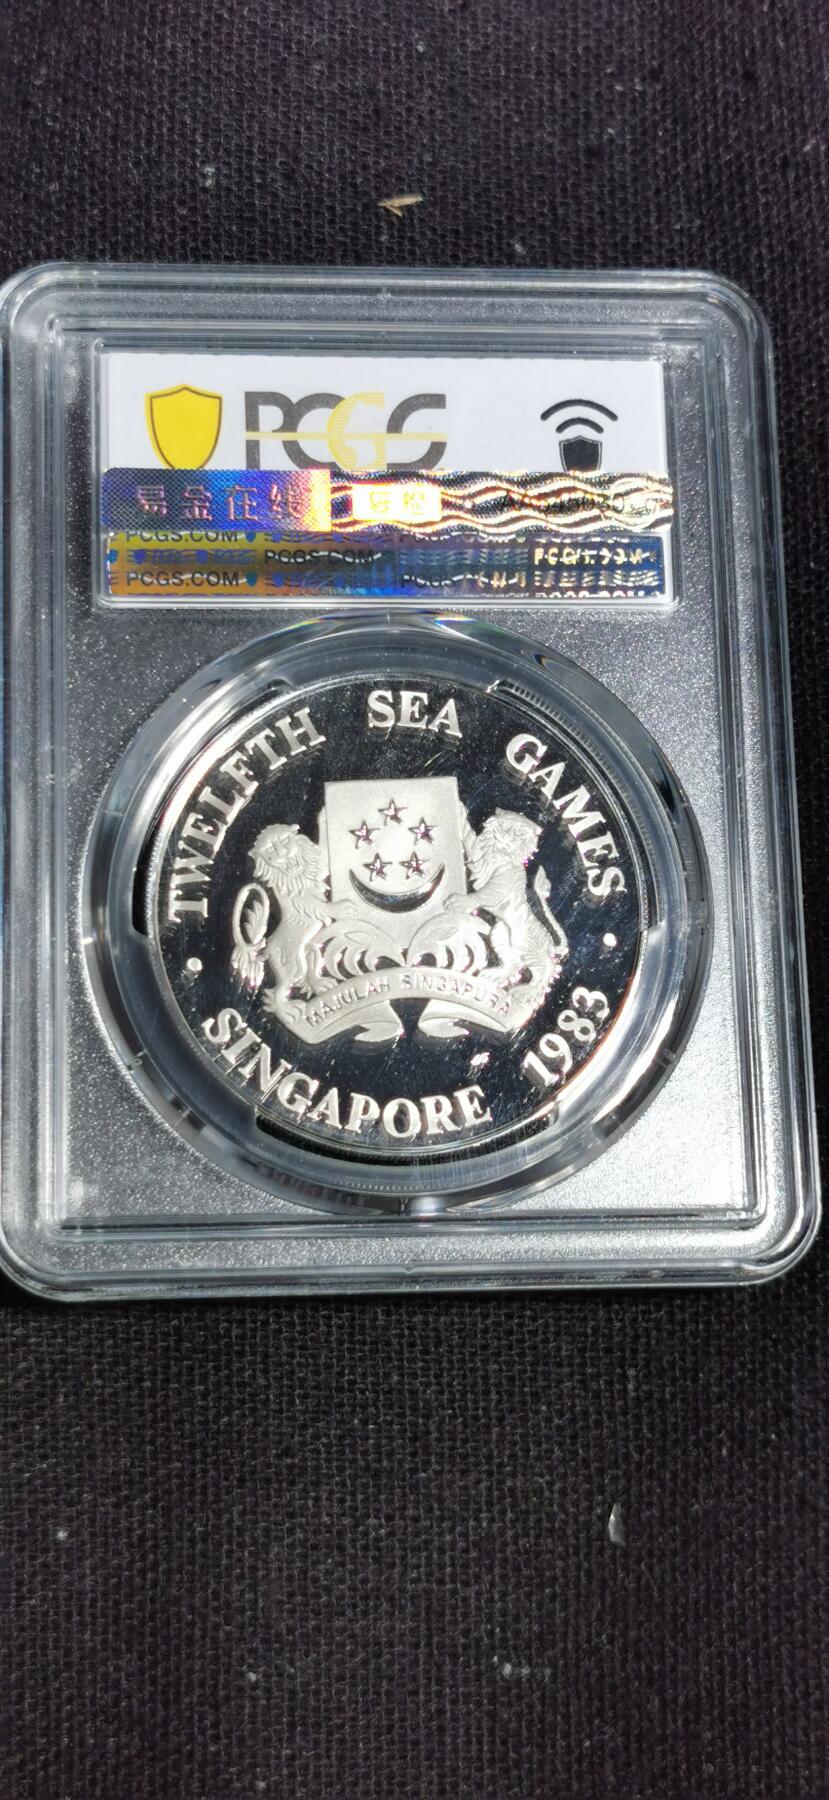 PCGS
易金在线
PCGS.COM PCGS.COM
PCGS.COM
TWELFTH SEA GAMES
MAJULAH SINGAPURA
SINGAPORE 1983